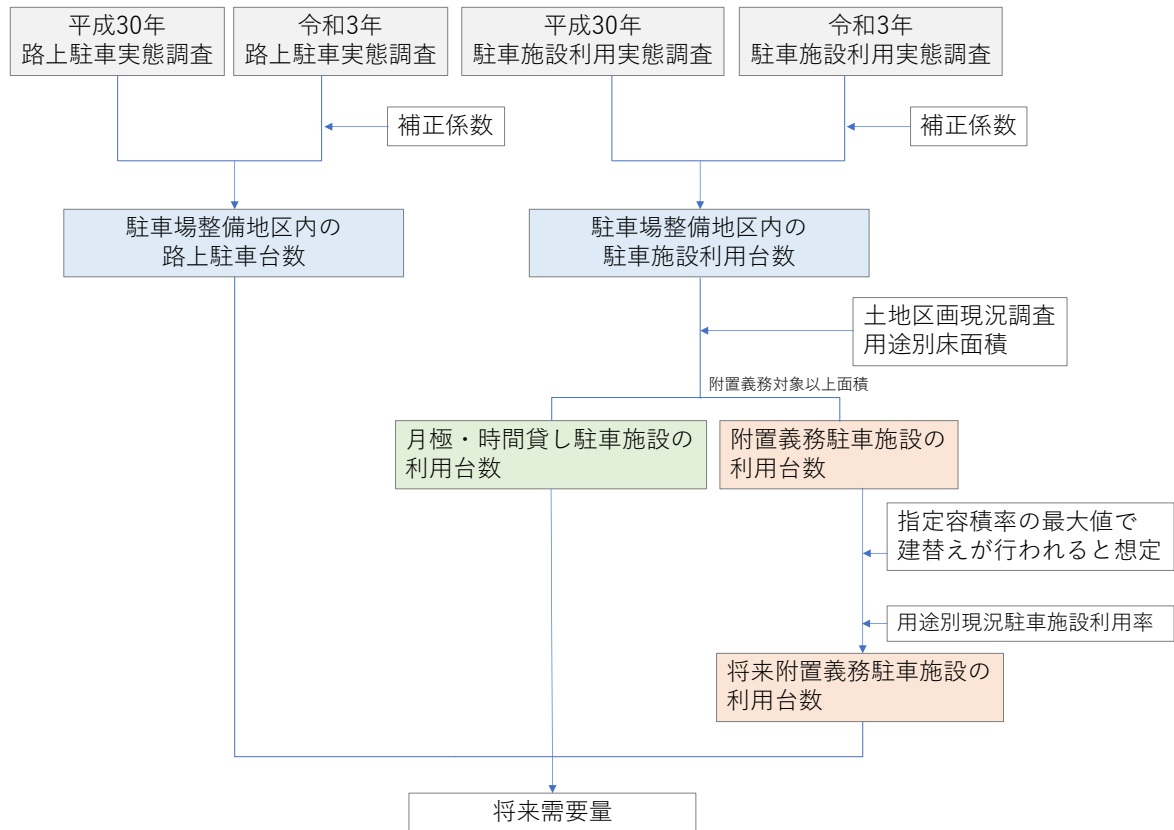 平成30年
路上駐車実態調査
令和3年
路上駐車実態調査
平成30年
駐車施設利用実態調査
令和3年
駐車施設利用実態調査
補正係数
補正係数
駐車場整備地区内の
路上駐車台数
駐車場整備地区内の
駐車施設利用台数
土地区画現況調査
用途別床面積
附置義務対象以上面積
月極・時間貸し駐車施設の
利用台数
附置義務駐車施設の
利用台数
指定容積率の最大値で
建替えが行われると想定
用途別現況駐車施設利用率
将来附置義務駐車施設の
利用台数
将来需要量